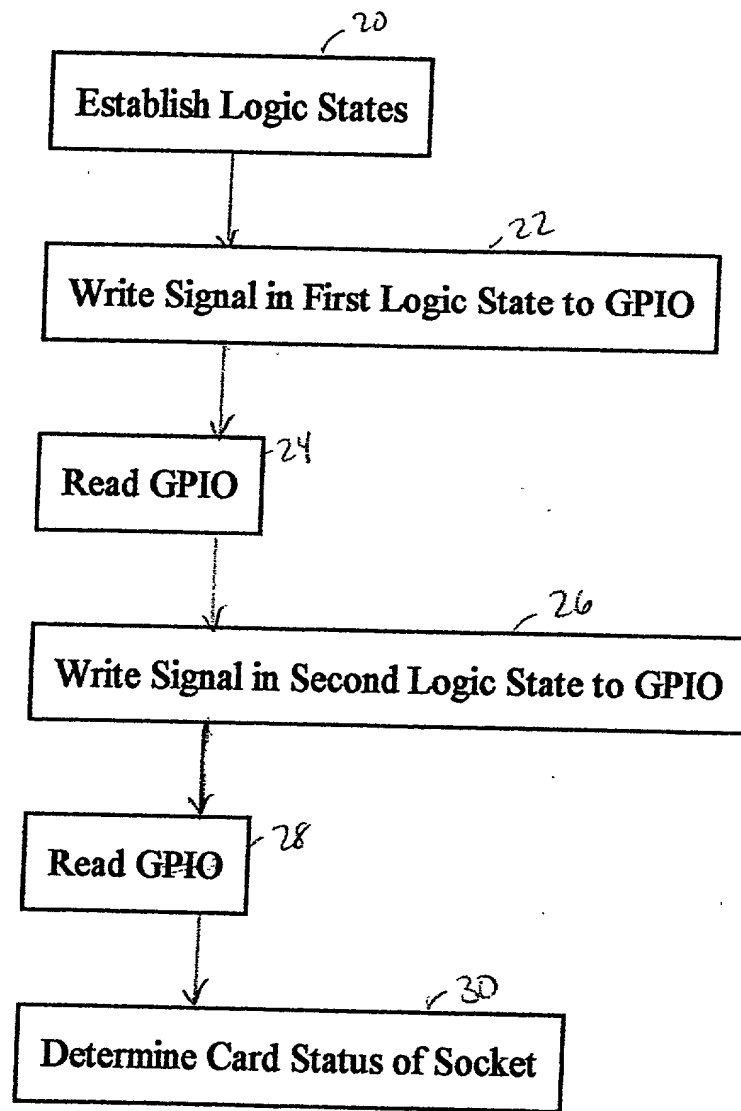 20
Establish Logic States
22
Write Signal in First Logic State to GPIO
24
Read GPIO
26
Write Signal in Second Logic State to GPIO
28
Read GPIO
30
Determine Card Status of Socket